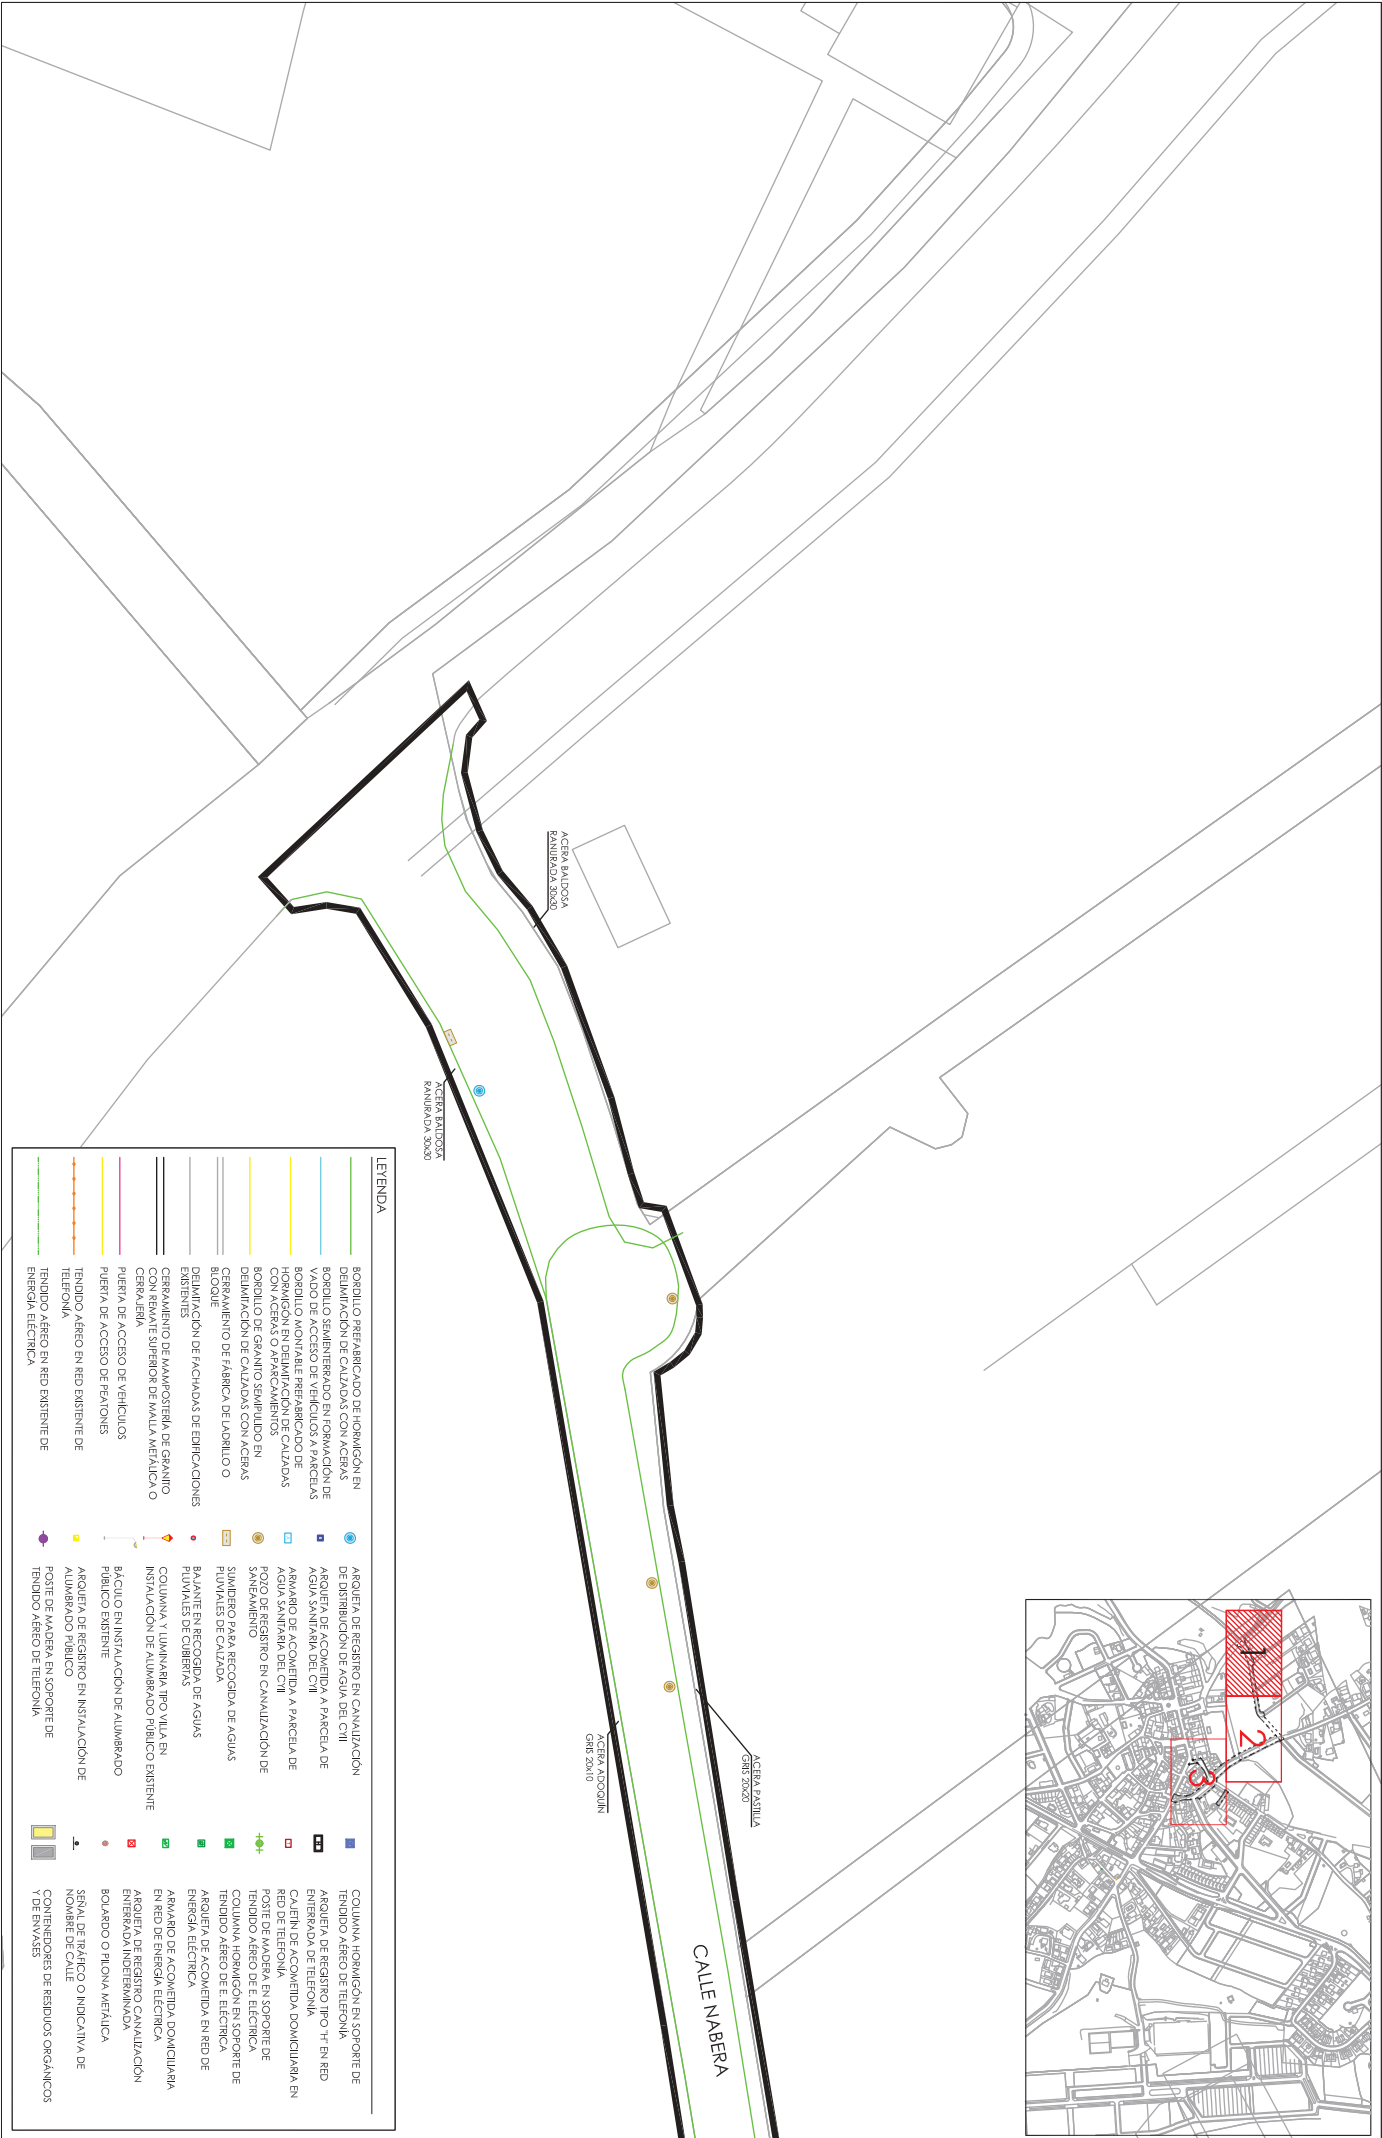 ACERA BALDOSA
RANURADA 30x30
ACERA BALDOSA
RANURADA 30x30
ACERA PASTILLA
GRIS 20x20
ACERA ADOQUÍN
GRIS 20x10
CALLE NABERA
1
2
3
LEYENDA
BORDILLO PREFABRICADO DE HORMIGÓN EN
DELIMITACIÓN DE CALZADAS CON ACERAS
BORDILLO SEMIENTERRADO EN FORMACIÓN DE
VADO DE ACCESO DE VEHÍCULOS A PARCELAS
BORDILLO MONTABLE PREFABRICADO DE
HORMIGÓN EN DELIMITACIÓN DE CALZADAS
CON ACERAS O APARCAMIENTOS
BORDILLO DE GRANITO SEMIPULIDO EN
DELIMITACIÓN DE CALZADAS CON ACERAS
CERRAMIENTO DE FÁBRICA DE LADRILLO O
BLOQUE
DELIMITACIÓN DE FACHADAS DE EDIFICACIONES
EXISTENTES
CERRAMIENTO DE MAMPOSTERÍA DE GRANITO
CON REMATE SUPERIOR DE MALLA METÁLICA O
CERRAJERÍA
PUERTA DE ACCESO DE VEHÍCULOS
PUERTA DE ACCESO DE PEATONES
TENDIDO AÉREO EN RED EXISTENTE DE
TELEFONÍA
TENDIDO AÉREO EN RED EXISTENTE DE
ENERGÍA ELÉCTRICA
ARQUETA DE REGISTRO EN CANALIZACIÓN
DE DISTRIBUCIÓN DE AGUA DEL CYII
ARQUETA DE ACOMETIDA A PARCELA DE
AGUA SANITARIA DEL CYII
ARMARIO DE ACOMETIDA A PARCELA DE
AGUA SANITARIA DEL CYII
POZO DE REGISTRO EN CANALIZACIÓN DE
SANEAMIENTO
SUMIDERO PARA RECOGIDA DE AGUAS
PLUVIALES DE CALZADA
BAJANTE EN RECOGIDA DE AGUAS
PLUVIALES DE CUBIERTAS
COLUMNA Y LUMINARIA TIPO VILLA EN
INSTALACIÓN DE ALUMBRADO PÚBLICO EXISTENTE
BÁCULO EN INSTALACIÓN DE ALUMBRADO
PÚBLICO EXISTENTE
ARQUETA DE REGISTRO EN INSTALACIÓN DE
ALUMBRADO PÚBLICO
POSTE DE MADERA EN SOPORTE DE
TENDIDO AÉREO DE TELEFONÍA
COLUMNA HORMIGÓN EN SOPORTE DE
TENDIDO AÉREO DE TELEFONÍA
ARQUETA DE REGISTRO TIPO "H" EN RED
ENTERRADA DE TELEFONÍA
CAJETÍN DE ACOMETIDA DOMICILIARIA EN
RED DE TELEFONÍA
POSTE DE MADERA EN SOPORTE DE
TENDIDO AÉREO DE E. ELÉCTRICA
COLUMNA HORMIGÓN EN SOPORTE DE
TENDIDO AÉREO DE E. ELÉCTRICA
ARQUETA DE ACOMETIDA EN RED DE
ENERGÍA ELÉCTRICA
ARMARIO DE ACOMETIDA DOMICILIARIA
EN RED DE ENERGÍA ELÉCTRICA
ARQUETA DE REGISTRO CANALIZACIÓN
ENTERRADA INDETERMINADA
BOLARDO O PILONA METÁLICA
SEÑAL DE TRÁFICO O INDICATIVA DE
NOMBRE DE CALLE
CONTENEDORES DE RESIDUOS ORGÁNICOS
Y DE ENVASES